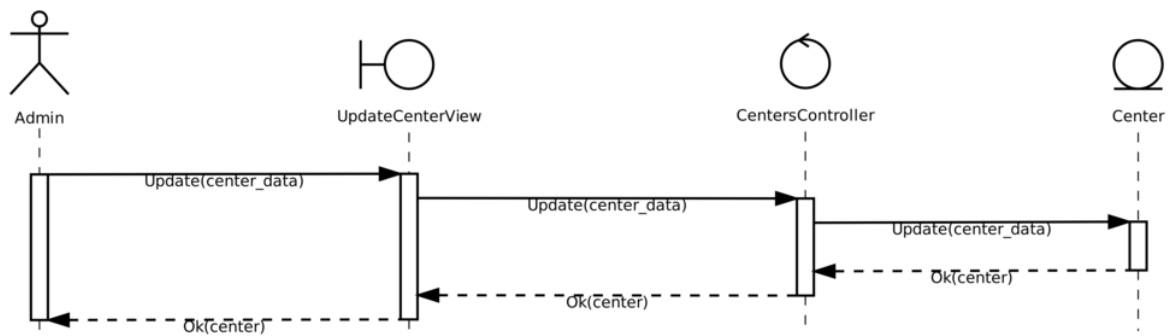 Admin
UpdateCenterView
CentersController
Center
Update(center_data)
Update(center_data)
Update(center_data)
Ok(center)
Ok(center)
Ok(center)